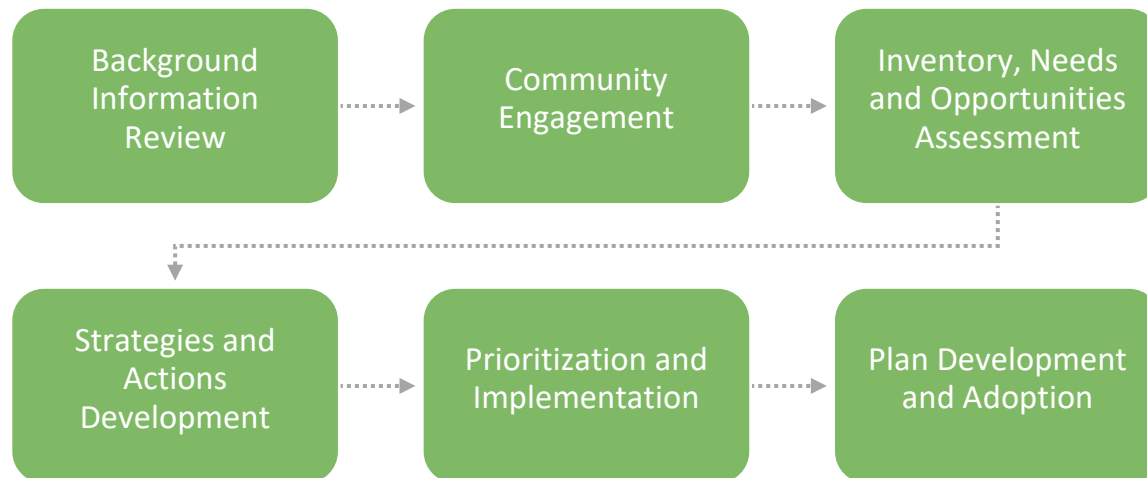 Background
Information
Review
Community
Engagement
Inventory, Needs
and Opportunities
Assessment
Strategies and
Actions
Development
Prioritization and
Implementation
Plan Development
and Adoption